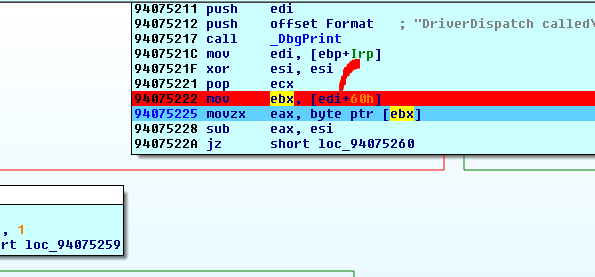 94075211 push edi
94075212 push offset Format ; "DriverDispatch called\
94075217 call _DbgPrint
9407521C mov edi, [ebp+Irp]
9407521F xor esi, esi
94075221 pop ecx
94075222 mov ebx, [edi+60h]
94075225 movzx eax, byte ptr [ebx]
94075228 sub eax, esi
9407522A jz short loc_94075260
, 1
rt loc_94075259